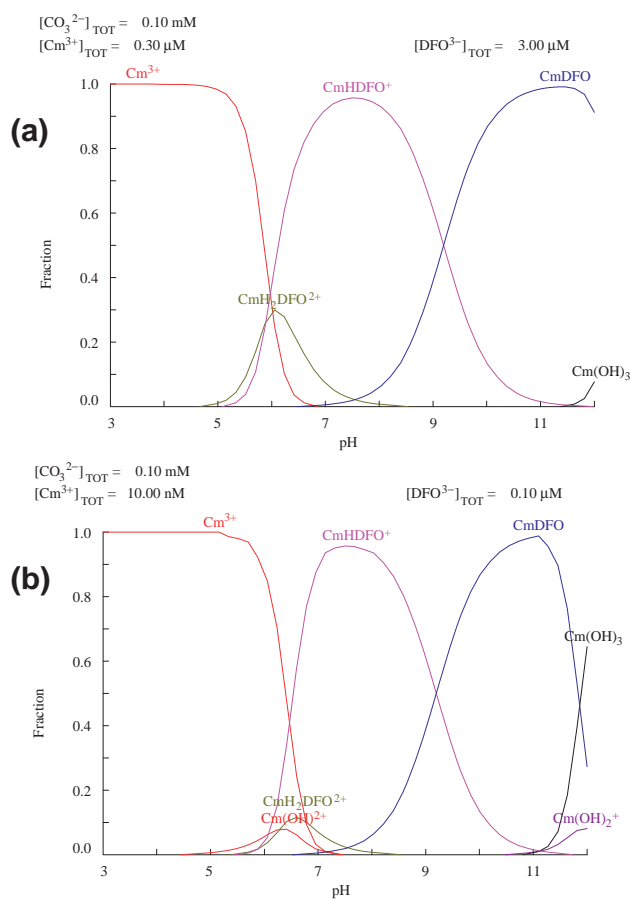 [CO₃²⁻]TOT = 0.10 mM
[Cm³⁺]TOT = 0.30 µM [DFO³⁻]TOT = 3.00 µM
(a)
Cm³⁺ CmHDFO⁺ CmDFO
CmH₂DFO²⁺
Cm(OH)₃
1.0
0.8
0.6
0.4
0.2
0.0
Fraction
3 5 7 9 11
pH
[CO₃²⁻]TOT = 0.10 mM
[Cm³⁺]TOT = 10.00 nM [DFO³⁻]TOT = 0.10 µM
(b)
Cm³⁺ CmHDFO⁺ CmDFO
Cm(OH)₃
CmH₂DFO²⁺
Cm(OH)²⁺ Cm(OH)₂⁺
1.0
0.8
0.6
0.4
0.2
0.0
Fraction
3 5 7 9 11
pH